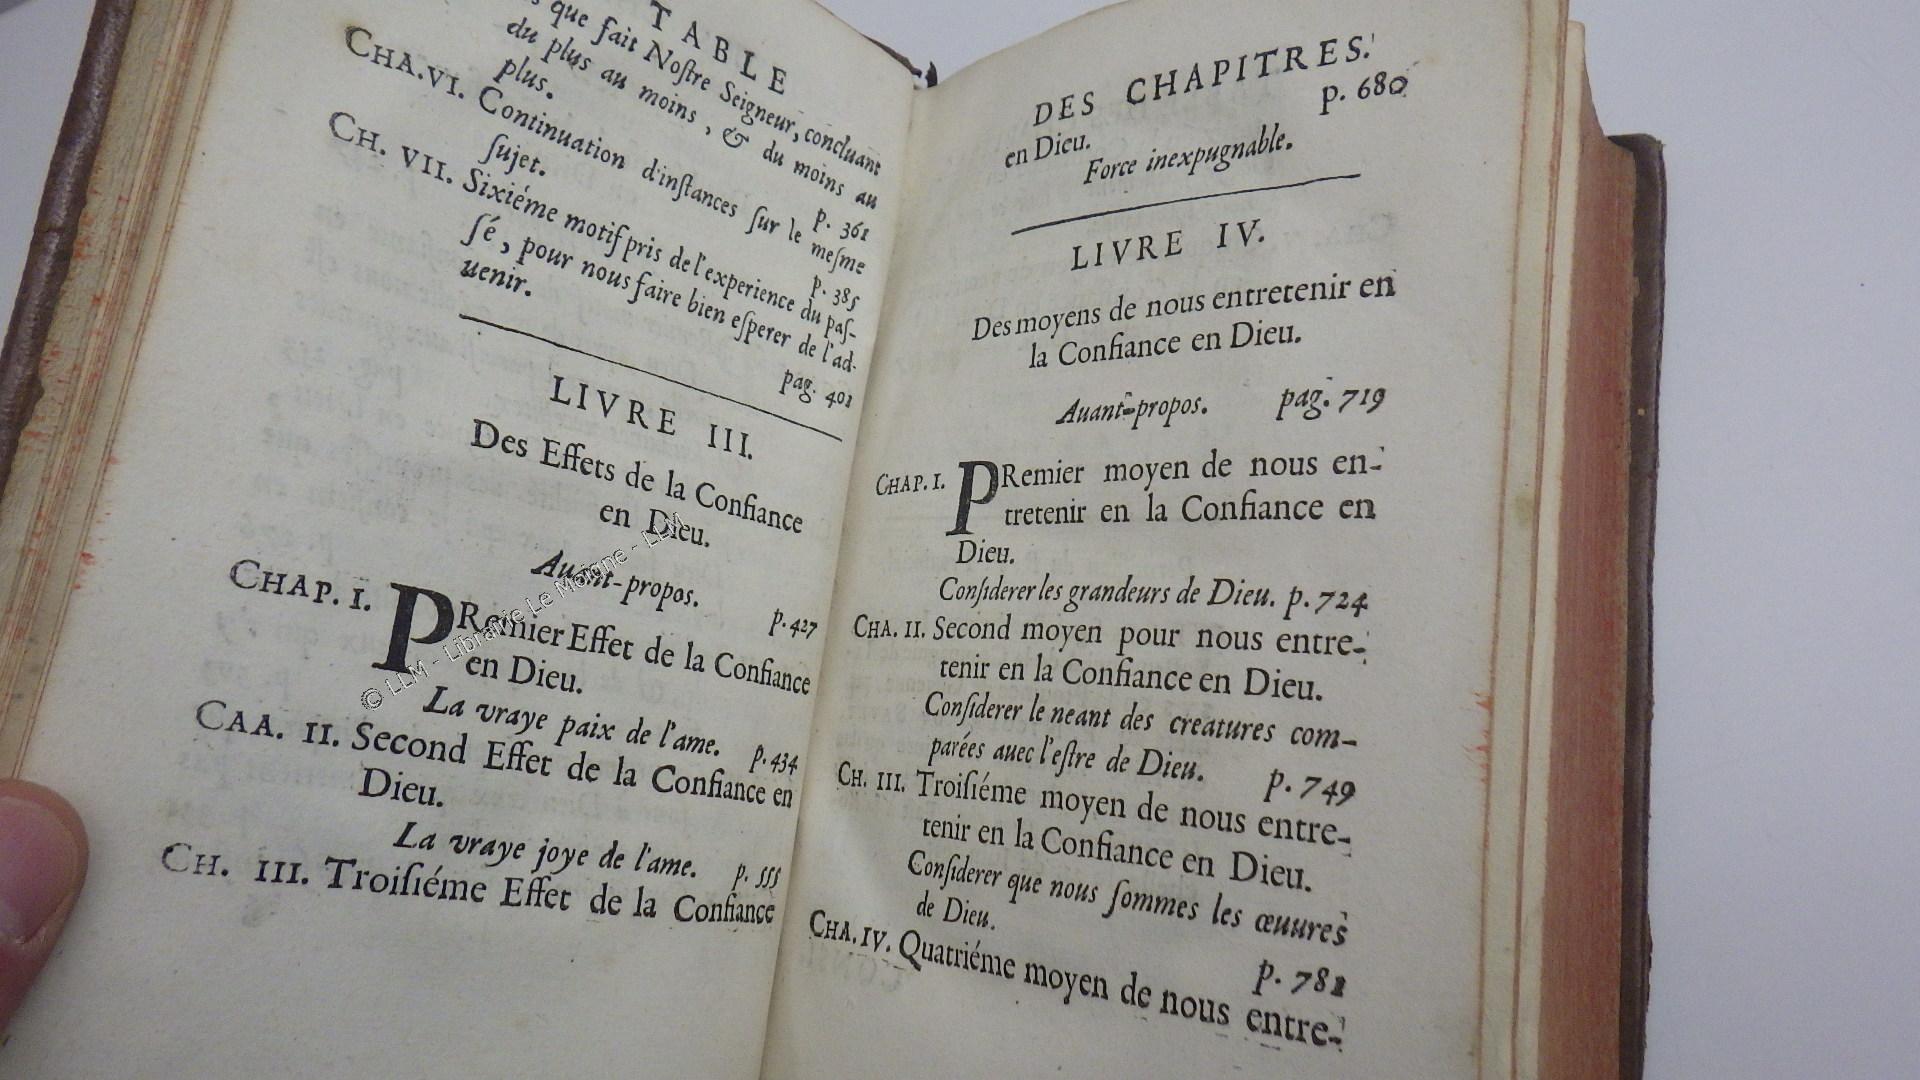 TABLE
que fait Noſtre Seigneur, concluant
du plus au moins, & du moins au
plus. p. 361
CHA. VI. Continuation d'inſtances ſur le meſme
ſujet. p. 385
CH. VII. Sixiéme motif pris de l'experience du paſ-
ſé, pour nous faire bien eſperer de l'ad-
uenir. pag. 401
LIVRE III.
Des Effets de la Confiance
en Dieu.
Auant-propos. p. 427
CHAP. I. PRemier Effet de la Confiance
en Dieu.
La vraye paix de l'ame. p. 434
CAA. II. Second Effet de la Confiance en
Dieu.
La vraye joye de l'ame. p. 555
CH. III. Troiſiéme Effet de la Confiance
© LLM - Librairie Le Moigne - LLM
DES CHAPITRES.
en Dieu. p. 680
Force inexpugnable.
LIVRE IV.
Des moyens de nous entretenir en
la Confiance en Dieu.
Auant-propos. pag. 719
CHAP. I. PRemier moyen de nous en-
tretenir en la Confiance en
Dieu.
Conſiderer les grandeurs de Dieu. p. 724
CHA. II. Second moyen pour nous entre-
tenir en la Confiance en Dieu.
Conſiderer le neant des creatures com-
parées auec l'eſtre de Dieu. p. 749
CH. III. Troiſiéme moyen de nous entre-
tenir en la Confiance en Dieu.
Conſiderer que nous ſommes les œuures
de Dieu. p. 781
CHA. IV. Quatriéme moyen de nous entre-